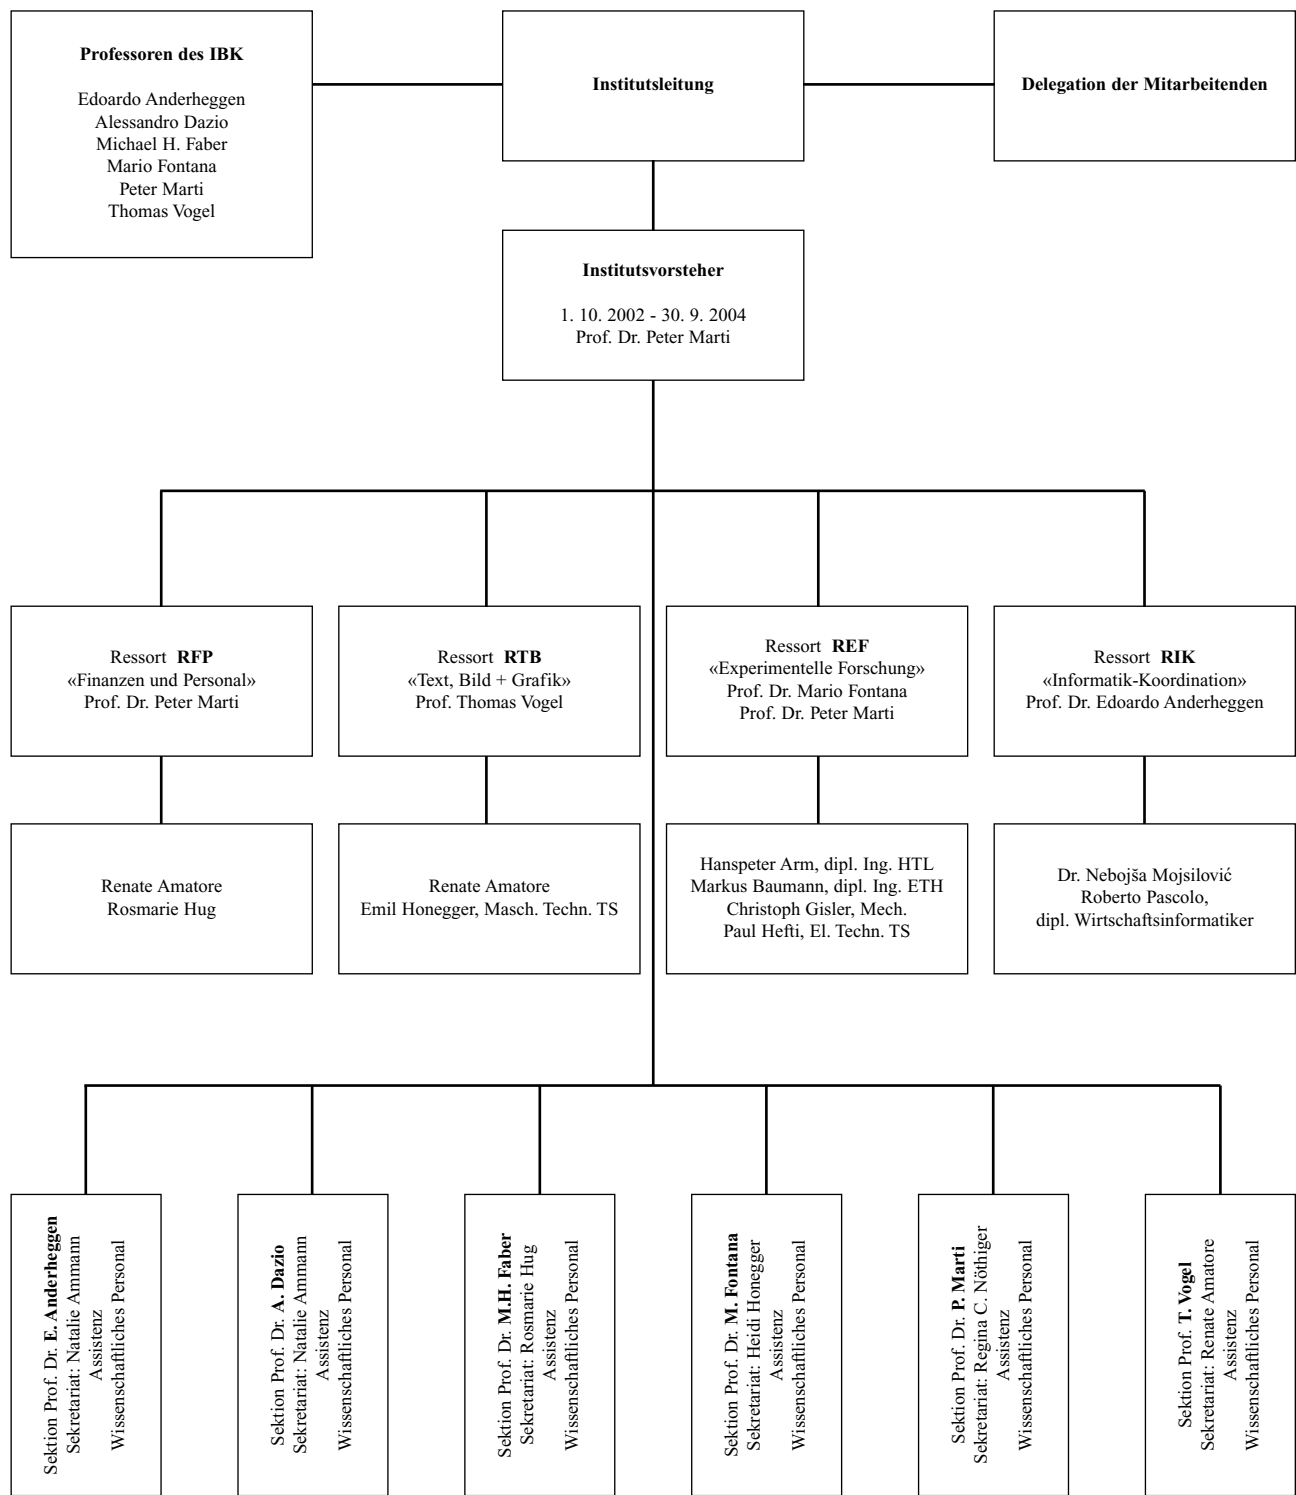 Professoren des IBK
Edoardo Anderheggen
Alessandro Dazio
Michael H. Faber
Mario Fontana
Peter Marti
Thomas Vogel
Institutsleitung
Delegation der Mitarbeitenden
Institutsvorsteher
1. 10. 2002 - 30. 9. 2004
Prof. Dr. Peter Marti
Ressort RFP
«Finanzen und Personal»
Prof. Dr. Peter Marti
Ressort RTB
«Text, Bild + Grafik»
Prof. Thomas Vogel
Ressort REF
«Experimentelle Forschung»
Prof. Dr. Mario Fontana
Prof. Dr. Peter Marti
Ressort RIK
«Informatik-Koordination»
Prof. Dr. Edoardo Anderheggen
Renate Amatore
Rosmarie Hug
Renate Amatore
Emil Honegger, Masch. Techn. TS
Hanspeter Arm, dipl. Ing. HTL
Markus Baumann, dipl. Ing. ETH
Christoph Gisler, Mech.
Paul Hefti, El. Techn. TS
Dr. Nebojša Mojsilović
Roberto Pascolo,
dipl. Wirtschaftsinformatiker
Sektion Prof. Dr. E. Anderheggen
Sekretariat: Natalie Ammann
Assistenz
Wissenschaftliches Personal
Sektion Prof. Dr. A. Dazio
Sekretariat: Natalie Ammann
Assistenz
Wissenschaftliches Personal
Sektion Prof. Dr. M.H. Faber
Sekretariat: Rosmarie Hug
Assistenz
Wissenschaftliches Personal
Sektion Prof. Dr. M. Fontana
Sekretariat: Heidi Honegger
Assistenz
Wissenschaftliches Personal
Sektion Prof. Dr. P. Marti
Sekretariat: Regina C. Nöthiger
Assistenz
Wissenschaftliches Personal
Sektion Prof. T. Vogel
Sekretariat: Renate Amatore
Assistenz
Wissenschaftliches Personal